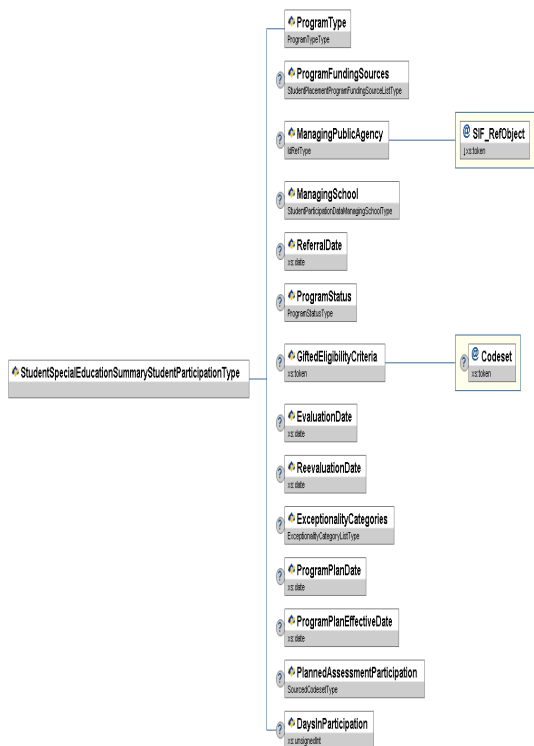 ProgramType
ProgramTypeType
? ProgramFundingSources
StudentPlacementProgramFundingSourceListType
? ManagingPublicAgency
IdRefType
@ SIF_RefObject
j:xs:token
? ManagingSchool
StudentParticipationDataManagingSchoolType
? ReferralDate
xs:date
? ProgramStatus
ProgramStatusType
StudentSpecialEducationSummaryStudentParticipationType
? GiftedEligibilityCriteria
xs:token
? @ Codeset
xs:token
? EvaluationDate
xs:date
? ReevaluationDate
xs:date
? ExceptionalityCategories
ExceptionalityCategoryListType
? ProgramPlanDate
xs:date
? ProgramPlanEffectiveDate
xs:date
? PlannedAssessmentParticipation
SourcedCodesetType
? DaysInParticipation
xs:unsignedInt